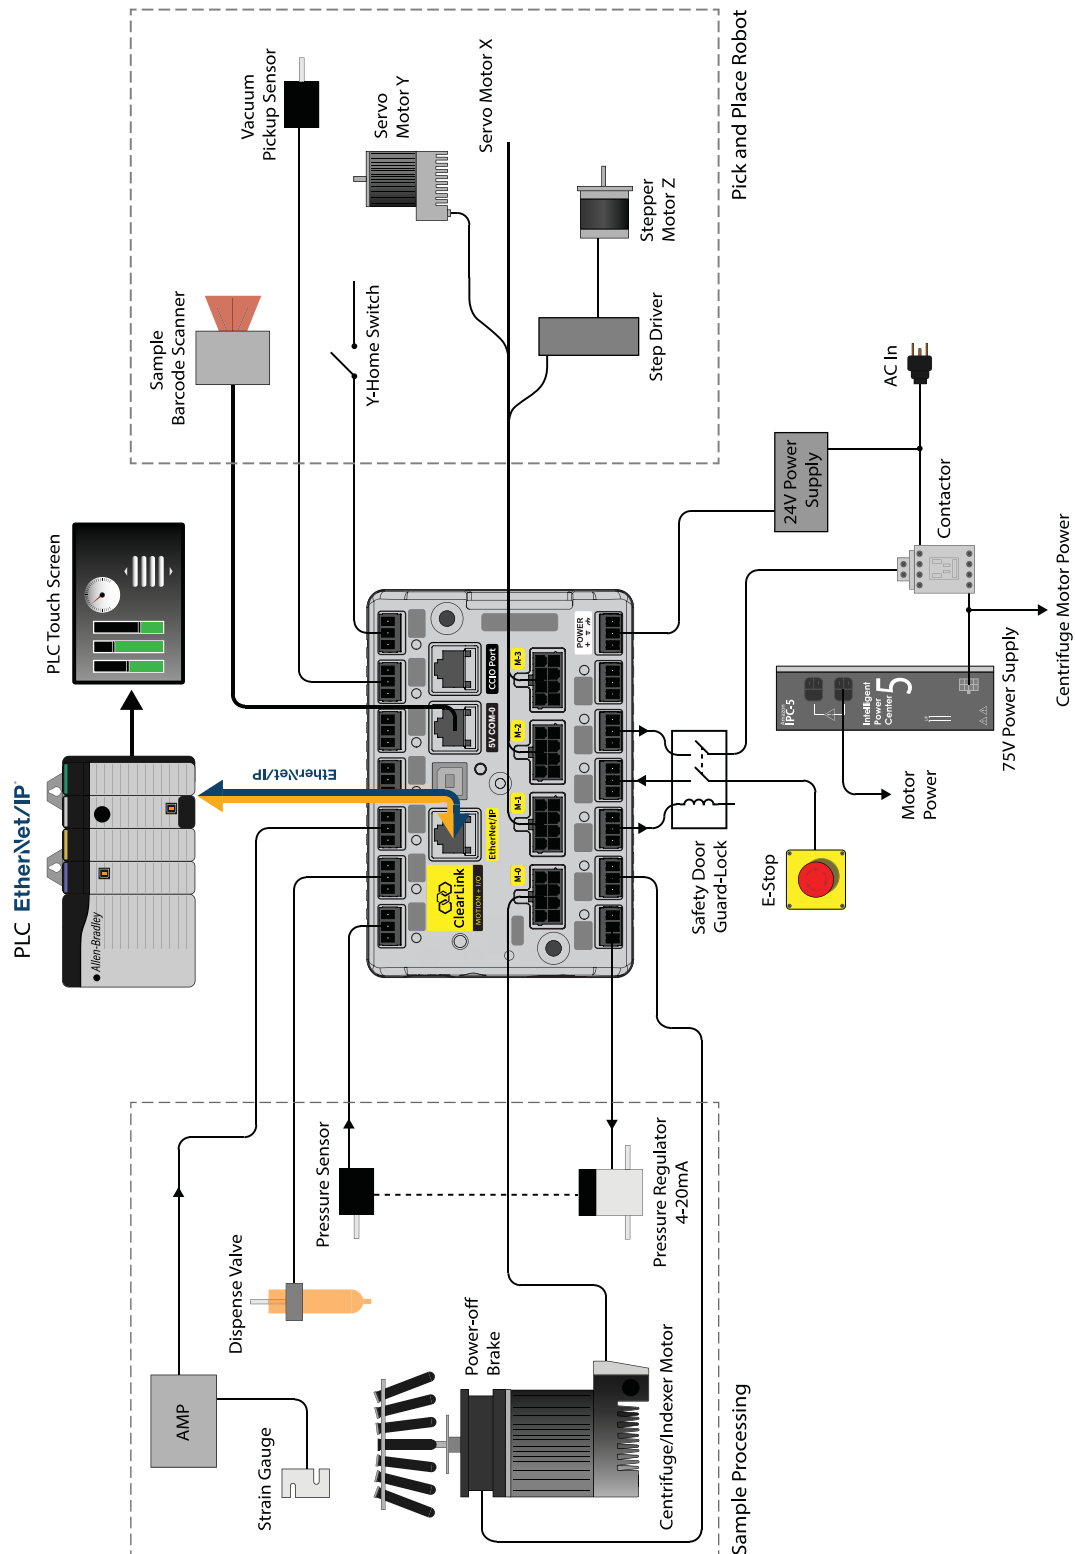 PLC EtherNet/IP
Allen-Bradley
PLC Touch Screen
EtherNet/IP
Sample
Barcode Scanner
Vacuum
Pickup Sensor
Y-Home Switch
Servo
Motor Y
Servo Motor X
Stepper
Motor Z
Step Driver
Pick and Place Robot
AMP
Strain Gauge
Dispense Valve
Pressure Sensor
Power-off
Brake
Centrifuge/Indexer Motor
Pressure Regulator
4-20mA
Sample Processing
ClearLink
MOTION + I/O
EtherNet/IP
5V COM-0
CCIO Port
M-0
M-1
M-2
M-3
POWER
+
Safety Door
Guard-Lock
E-Stop
24V Power
Supply
AC In
Contactor
IPC-5
Intelligent
Power
Center
5
75V Power Supply
Motor
Power
Centrifuge Motor Power